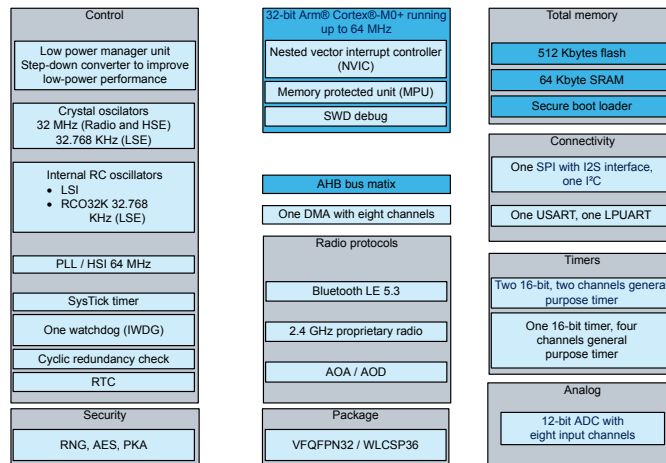 Control
Low power manager unit
Step-down converter to improve
low-power performance
Crystal oscilators
32 MHz (Radio and HSE)
32.768 KHz (LSE)
Internal RC oscillators
• LSI
• RCO32K 32.768
KHz (LSE)
PLL / HSI 64 MHz
SysTick timer
One watchdog (IWDG)
Cyclic redundancy check
RTC
Security
RNG, AES, PKA
32-bit Arm® Cortex®-M0+ running
up to 64 MHz
Nested vector interrupt controller
(NVIC)
Memory protected unit (MPU)
SWD debug
AHB bus matix
One DMA with eight channels
Radio protocols
Bluetooth LE 5.3
2.4 GHz proprietary radio
AOA / AOD
Package
VFQFPN32 / WLCSP36
Total memory
512 Kbytes flash
64 Kbyte SRAM
Secure boot loader
Connectivity
One SPI with I2S interface,
one I²C
One USART, one LPUART
Timers
Two 16-bit, two channels general
purpose timer
One 16-bit timer, four
channels general
purpose timer
Analog
12-bit ADC with
eight input channels